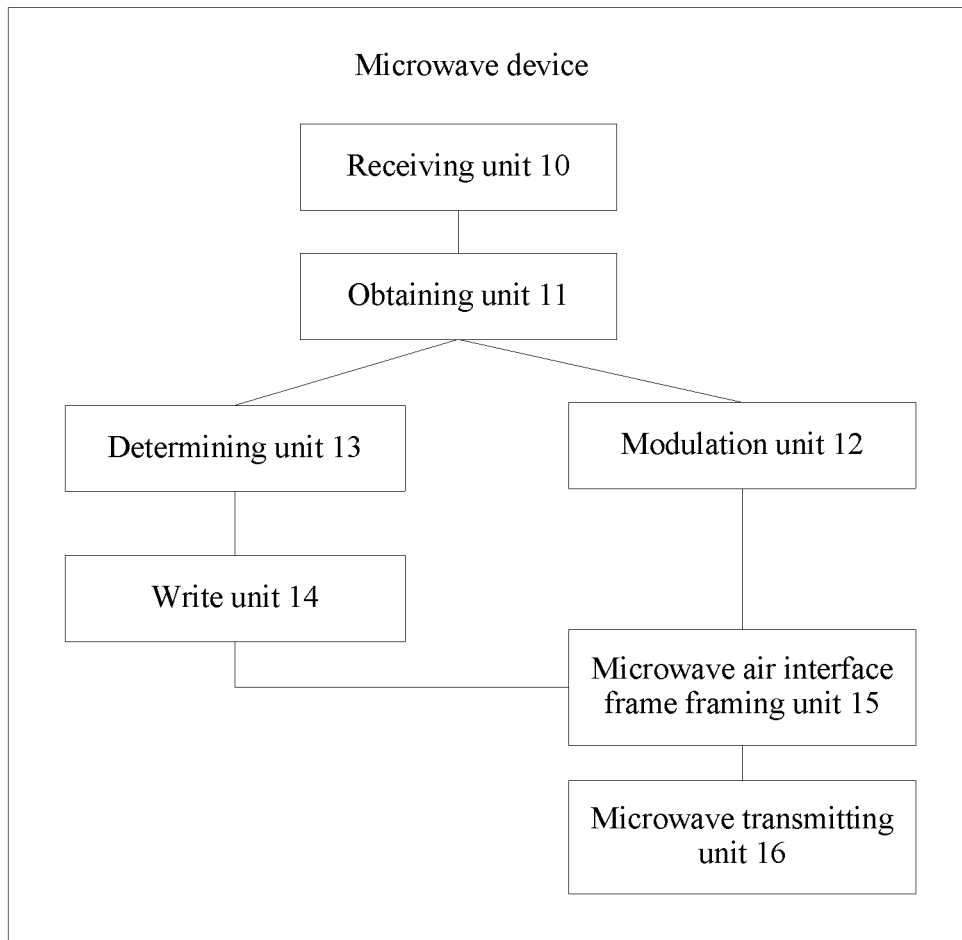 Microwave device
Receiving unit 10
Obtaining unit 11
Determining unit 13
Modulation unit 12
Write unit 14
Microwave air interface
frame framing unit 15
Microwave transmitting
unit 16